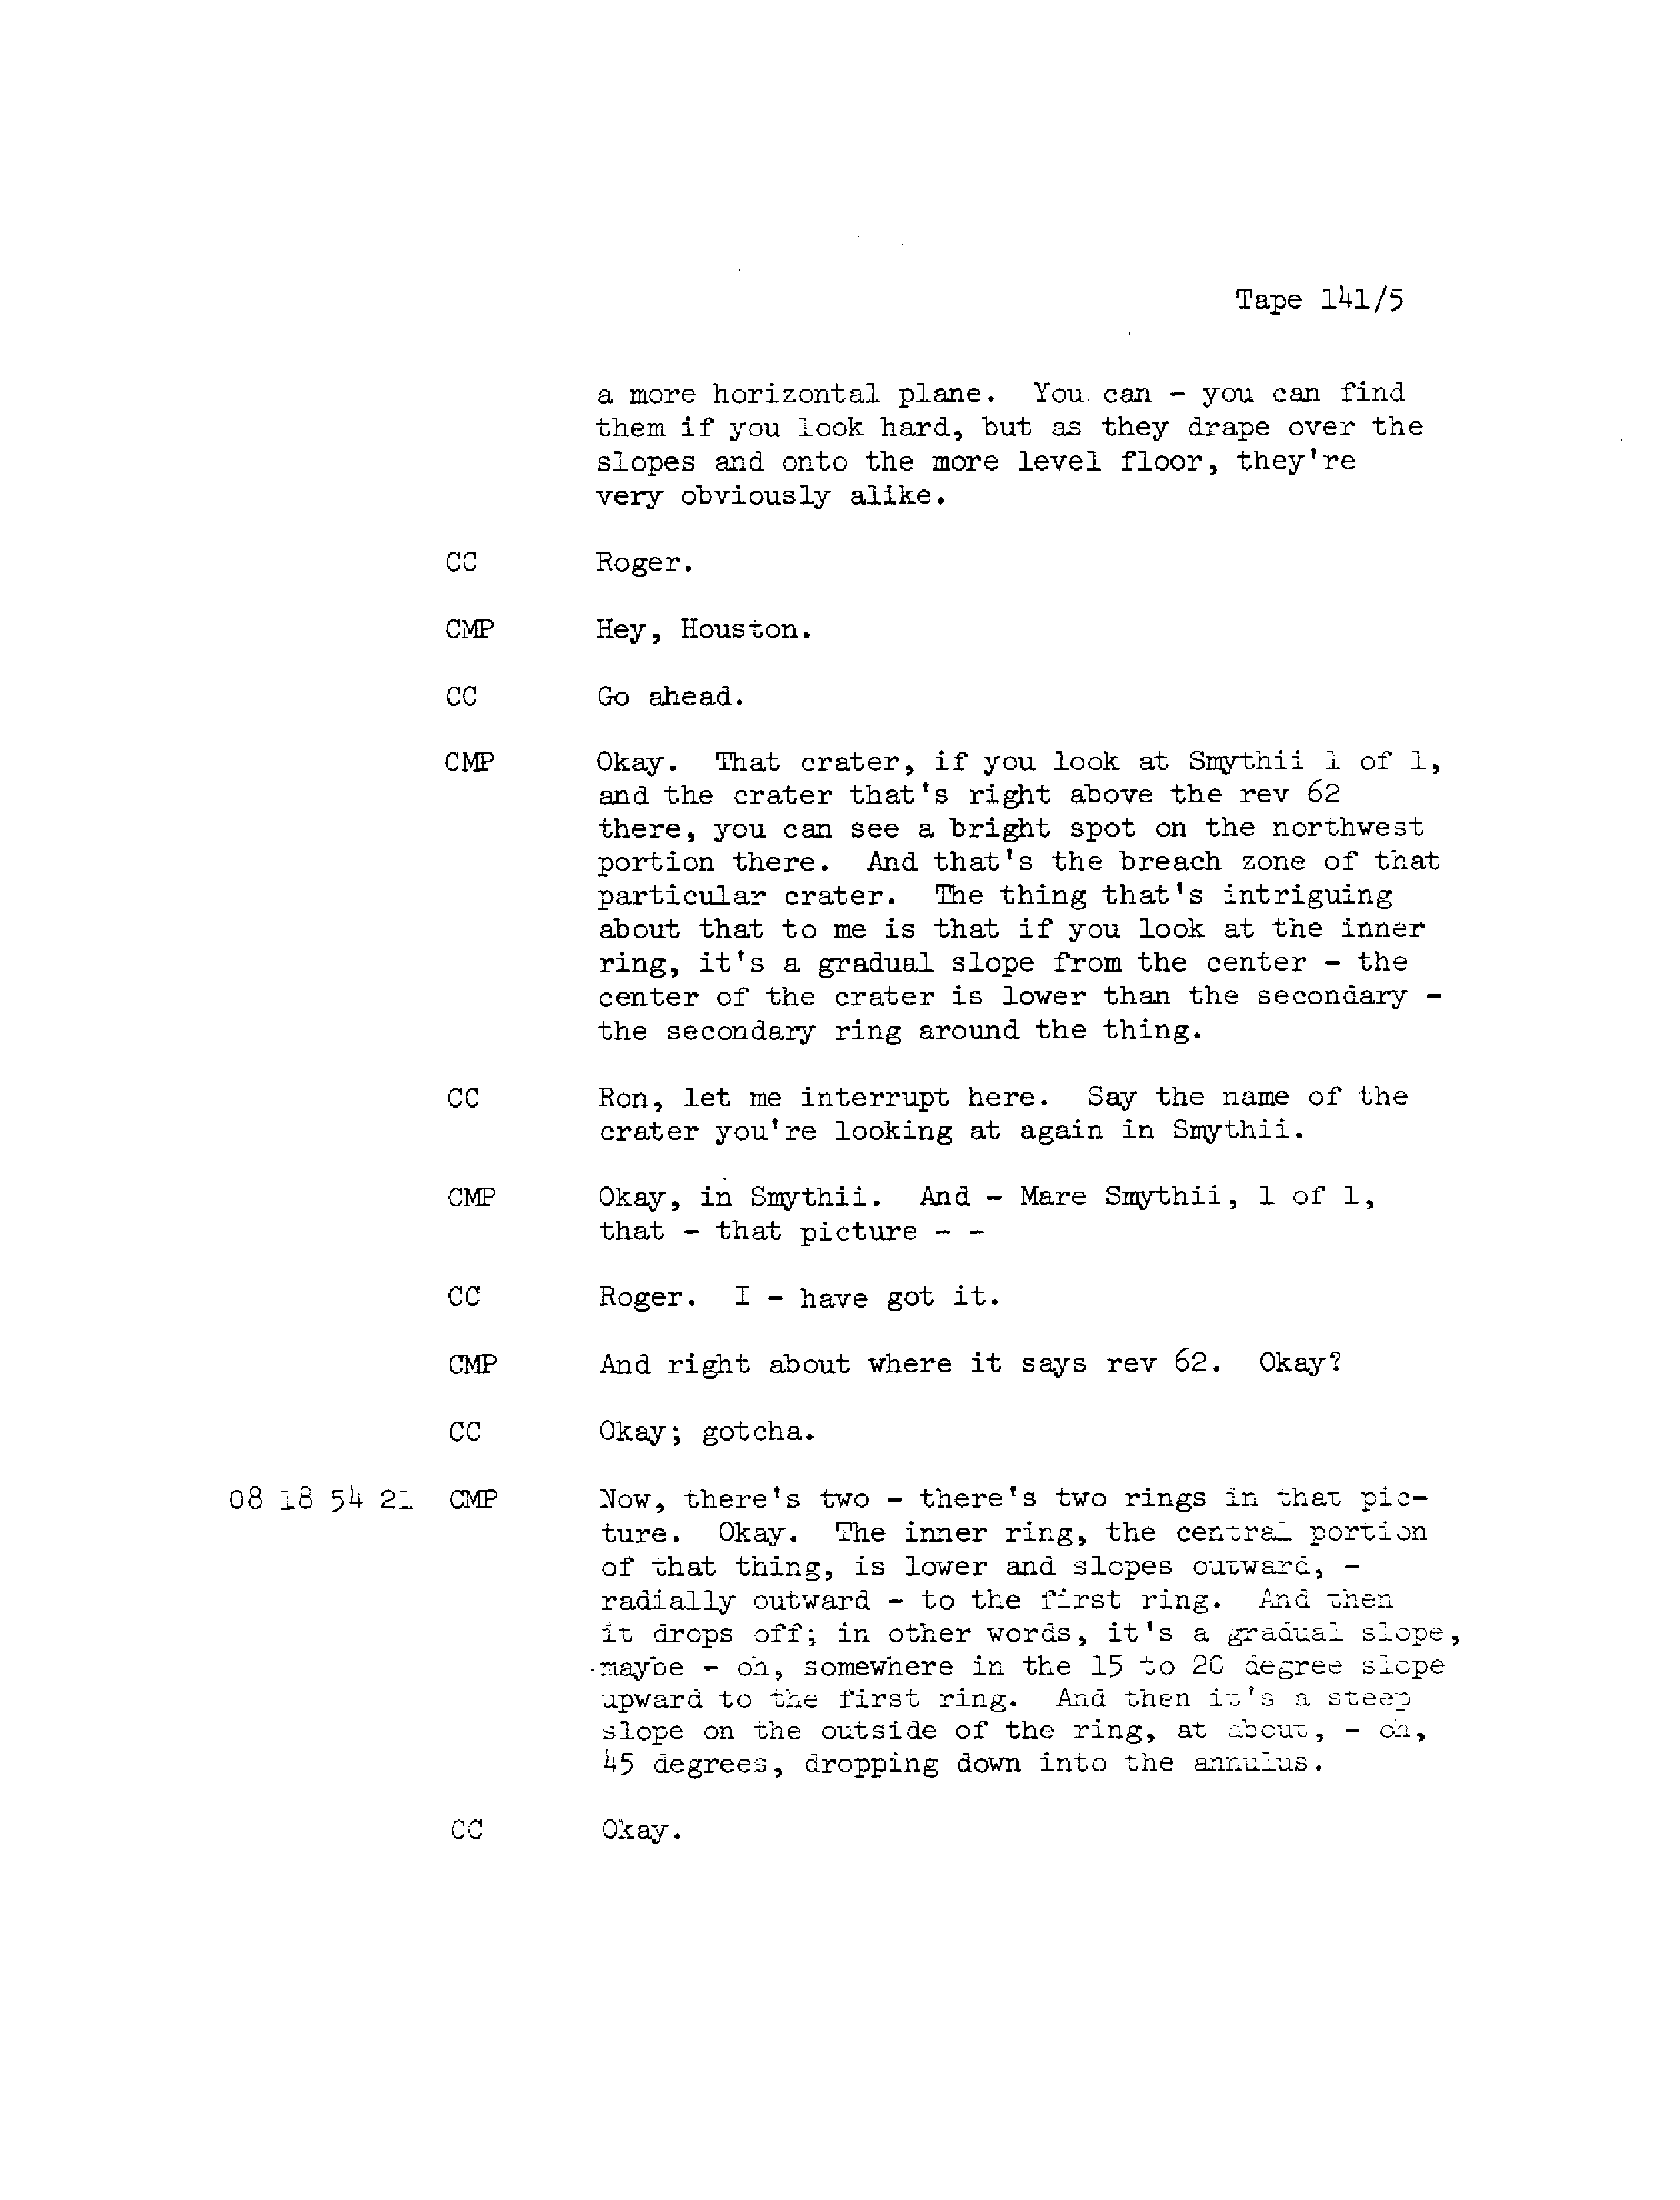 Tape 141/5
a more horizontal plane. You can - you can find
them if you look hard, but as they drape over the
slopes and onto the more level floor, they're
very obviously alike.
CC Roger.
CMP Hey, Houston.
CC Go ahead.
CMP Okay. That crater, if you look at Smythii 1 of 1,
and the crater that's right above the rev 62
there, you can see a bright spot on the northwest
portion there. And that's the breach zone of that
particular crater. The thing that's intriguing
about that to me is that if you look at the inner
ring, it's a gradual slope from the center - the
center of the crater is lower than the secondary -
the secondary ring around the thing.
CC Ron, let me interrupt here. Say the name of the
crater you're looking at again in Smythii.
CMP Okay, in Smythii. And - Mare Smythii, 1 of 1,
that - that picture - -
CC Roger. I - have got it.
CMP And right about where it says rev 62. Okay?
CC Okay; gotcha.
08 18 54 21 CMP Now, there's two - there's two rings in that pic-
ture. Okay. The inner ring, the central portion
of that thing, is lower and slopes outward, -
radially outward - to the first ring. And then
it drops off; in other words, it's a gradual slope,
maybe - oh, somewhere in the 15 to 20 degree slope
upward to the first ring. And then it's a steep
slope on the outside of the ring, at about, - oh,
45 degrees, dropping down into the annulus.
CC Okay.